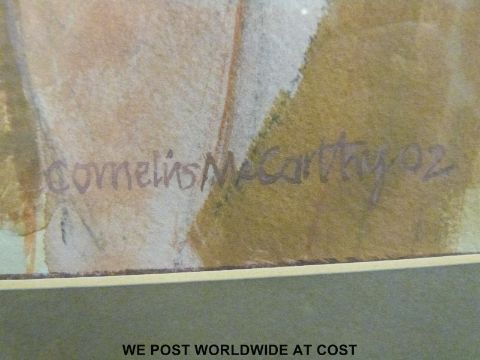 Cornelius McCarthy 02
WE POST WORLDWIDE AT COST